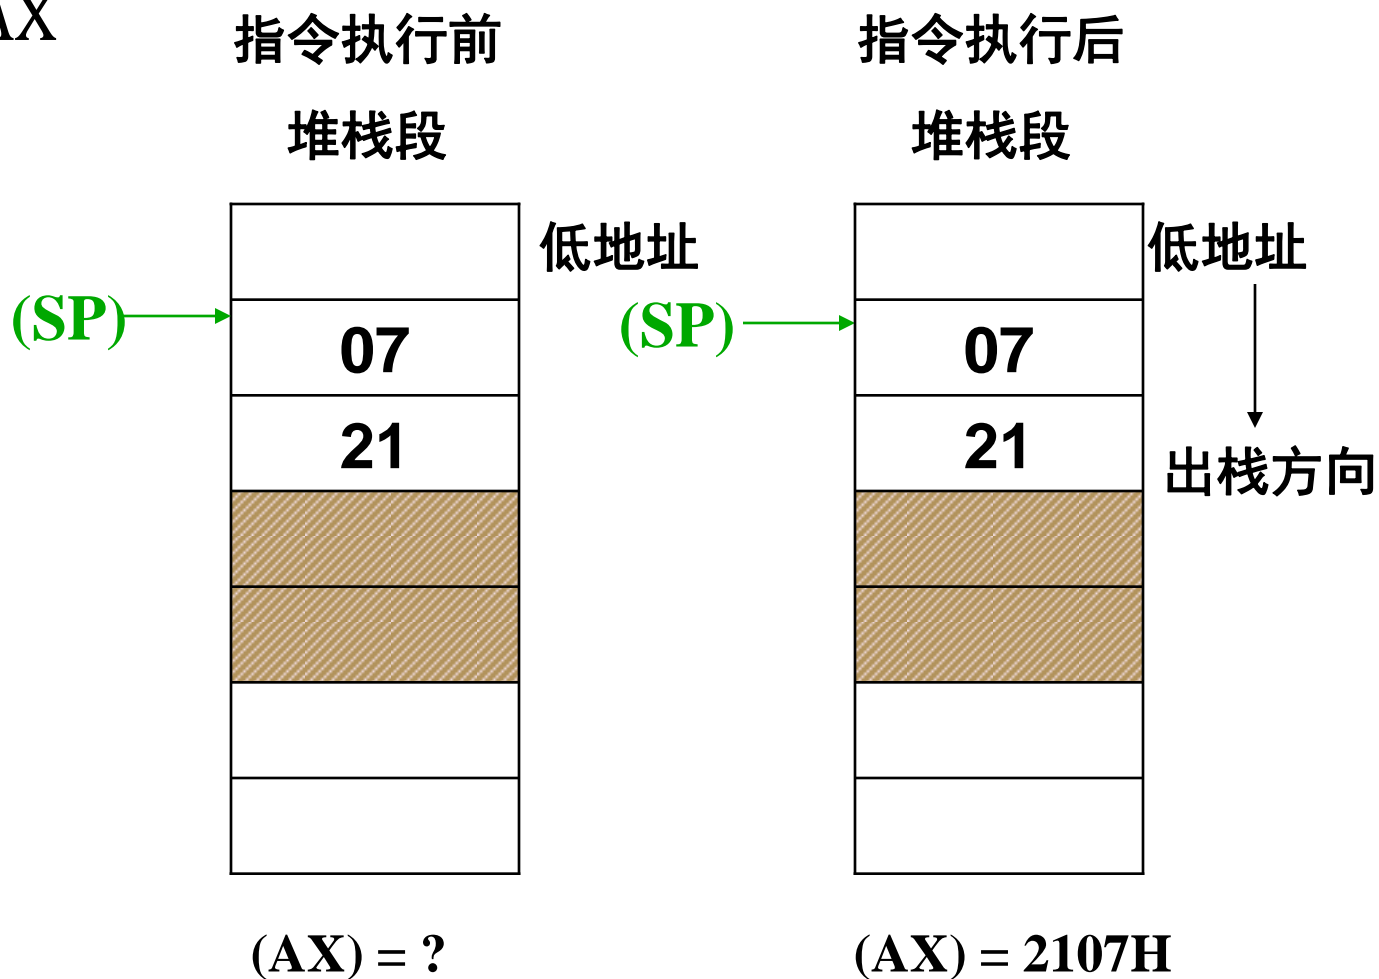 AX
指令执行前
指令执行后
堆栈段
堆栈段
低地址
低地址
(SP)
(SP)
07
07
21
21
出栈方向
(AX) = ?
(AX) = 2107H